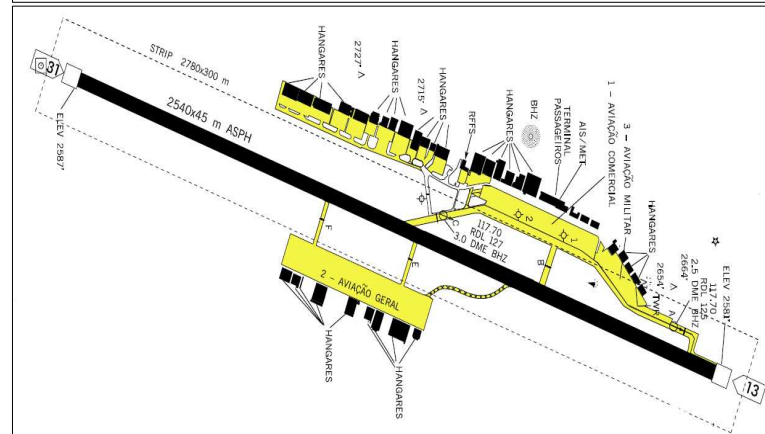 31
STRIP 2780x300 m
2540x45 m ASPH
ELEV 2587'
HANGARES
2727' Λ
HANGARES
2715' Λ
HANGARES
RFFS
HANGARES
BHZ
TERMINAL
PASSAGEIROS
AIS/MET
1 - AVIAÇÃO COMERCIAL
3 - AVIAÇÃO MILITAR
HANGARES
2654' TWR
Λ
2664'
2.5 DME BHZ
RDL 125
117.70
ELEV 2581'
A
13
2
1
C
117.70
RDL 127
3.0 DME BHZ
B
F
E
2 - AVIAÇÃO GERAL
HANGARES
HANGARES